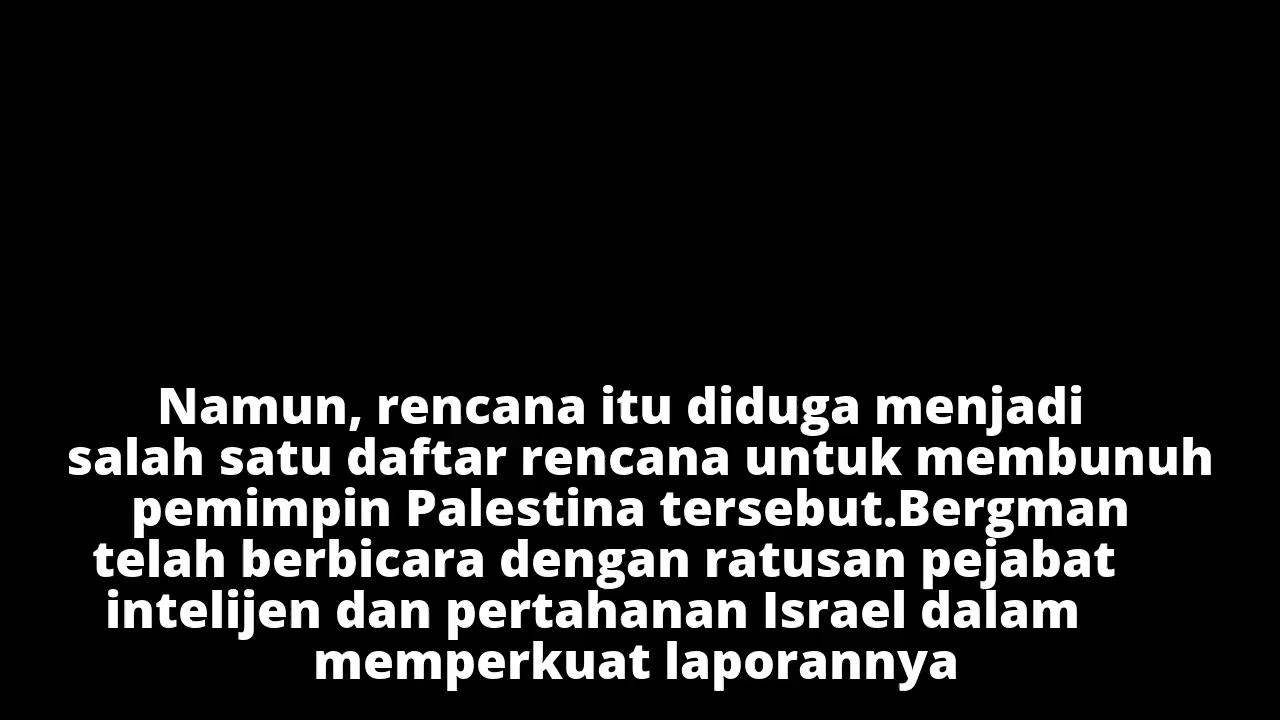 Namun, rencana itu diduga menjadi
salah satu daftar rencana untuk membunuh
pemimpin Palestina tersebut.Bergman
telah berbicara dengan ratusan pejabat
intelijen dan pertahanan Israel dalam
memperkuat laporannya